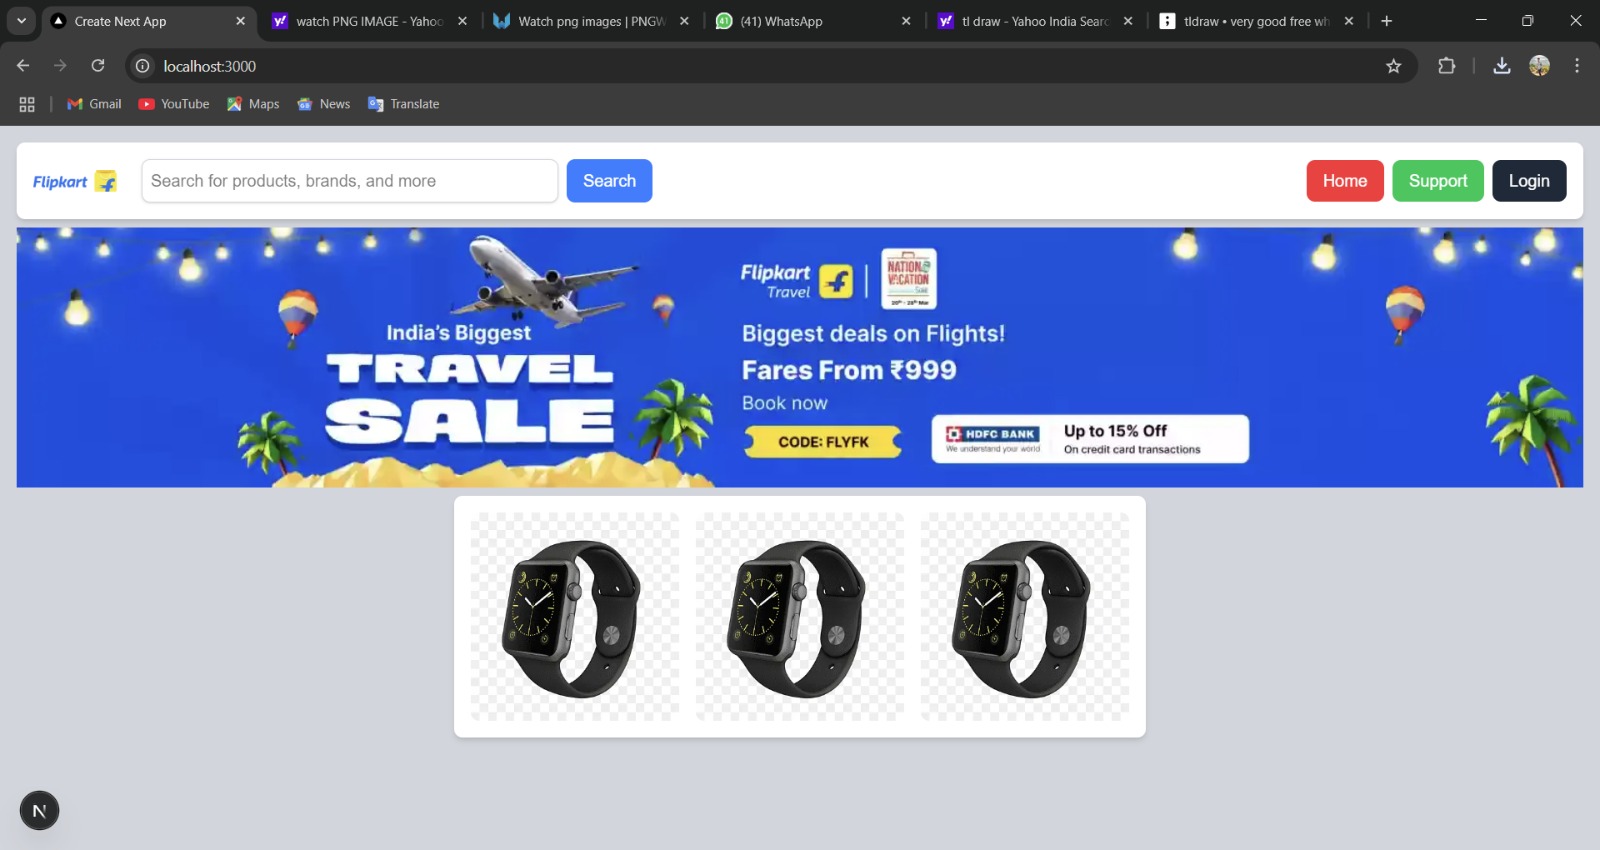 Create Next App
watch PNG IMAGE - Yahoo
Watch png images | PNGW
(41) WhatsApp
tl draw - Yahoo India Searc
tldraw • very good free wh
localhost:3000
Gmail
YouTube
Maps
News
Translate
Flipkart
Search for products, brands, and more
Search
Home
Support
Login
India's Biggest
TRAVEL
SALE
Flipkart
Travel
NATIONAL
VACATION
Biggest deals on Flights!
Fares From ₹999
Book now
CODE: FLYFK
HDFC BANK
We understand your world
Up to 15% Off
On credit card transactions
N